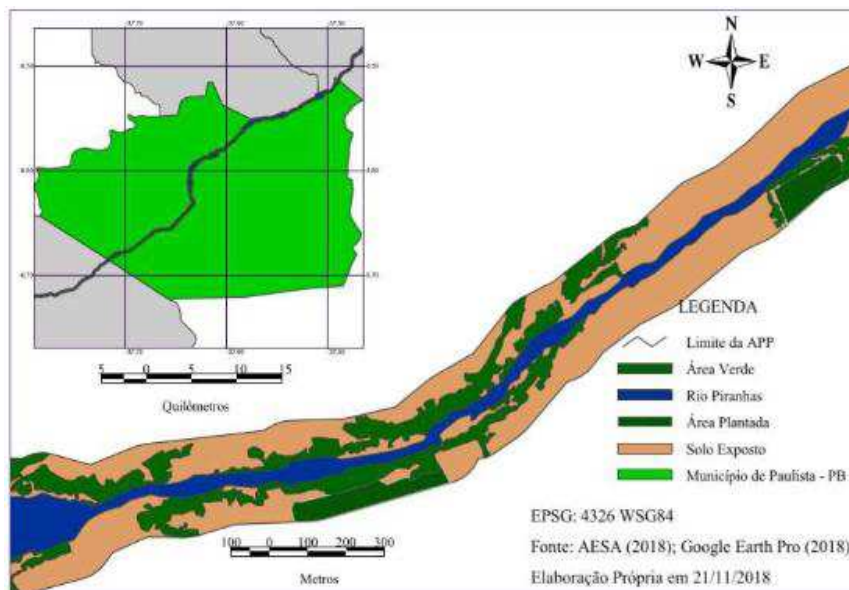 N
W E
S
5 0 5 10 15
Quilômetros
LEGENDA
Limite da APP
Área Verde
Rio Piranhas
Área Plantada
Solo Exposto
Município de Paulista - PB
100 0 100 200 300
Metros
EPSG: 4326 WSG84
Fonte: AESA (2018); Google Earth Pro (2018)
Elaboração Própria em 21/11/2018